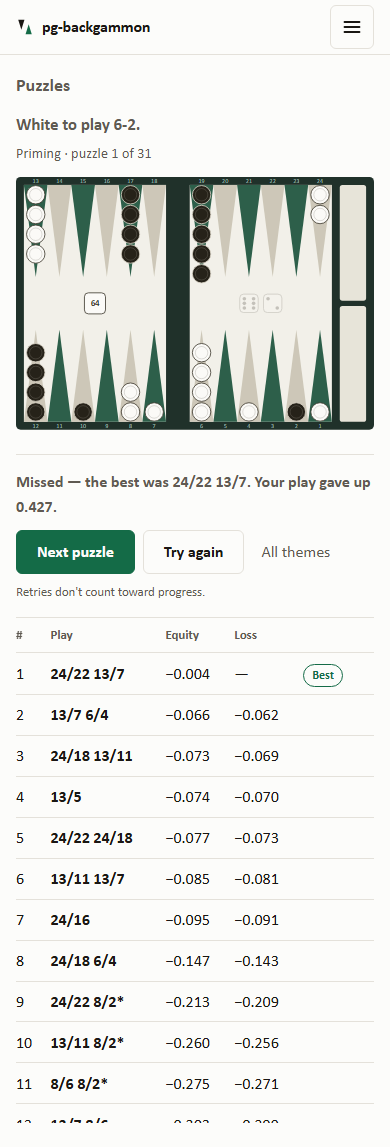 pg-backgammon
Puzzles
White to play 6-2.
Priming · puzzle 1 of 31
13 14 15 16 17 18 19 20 21 22 23 24
64
12 11 10 9 8 7 6 5 4 3 2 1
Missed — the best was 24/22 13/7. Your play gave up
0.427.
Next puzzle Try again All themes
Retries don't count toward progress.
# Play Equity Loss
1 24/22 13/7 −0.004 — Best
2 13/7 6/4 −0.066 −0.062
3 24/18 13/11 −0.073 −0.069
4 13/5 −0.074 −0.070
5 24/22 24/18 −0.077 −0.073
6 13/11 13/7 −0.085 −0.081
7 24/16 −0.095 −0.091
8 24/18 6/4 −0.147 −0.143
9 24/22 8/2* −0.213 −0.209
10 13/11 8/2* −0.260 −0.256
11 8/6 8/2* −0.275 −0.271